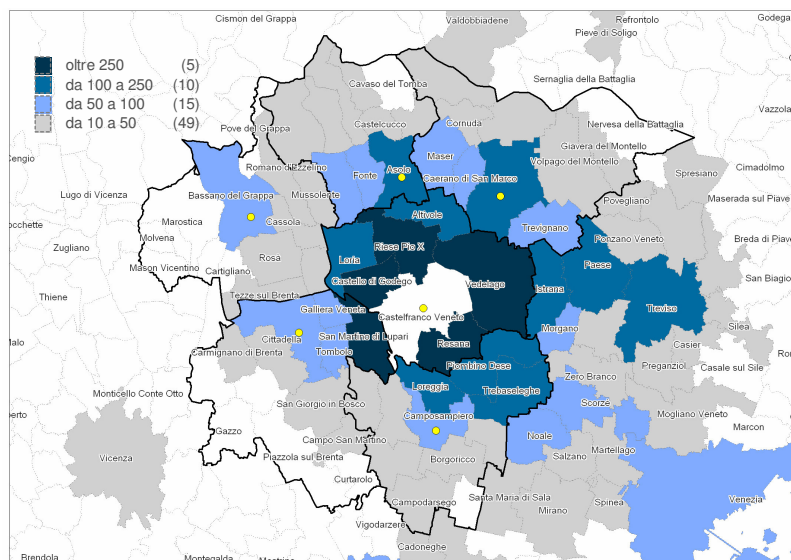 Cismon del Grappa
Valdobbiadene
Refrontolo
Godega
Pieve di Soligo
oltre 250 (5)
da 100 a 250 (10)
da 50 a 100 (15)
da 10 a 50 (49)
Cavaso del Tomba
Sernaglia della Battaglia
Vazzola
Pove del Grappa
Castelcucco
Cornuda
Nervesa della Battaglia
Giavera del Montello
Cengio
Romano d'Ezzelino
Asolo
Maser
Volpago del Montello
Fonte
Caerano di San Marco
Spresiano
Cimadolmo
Lugo di Vicenza
Bassano del Grappa
Mussolente
Povegliano
Maserada sul Piave
Marostica
Cassola
Altivole
Trevignano
Molvena
Ponzano Veneto
Breda di Piave
Zugliano
Riese Pio X
Rosa
Loria
Paese
Mason Vicentino
Cartigliano
Castello di Godego
Vedelago
Istrana
San Biagio
Thiene
Tezze sul Brenta
Galliera Veneta
Treviso
Castelfranco Veneto
Morgano
Silea
Cittadella
San Martino di Lupari
Resana
Casier
Carmignano di Brenta
Tombolo
Piombino Dese
Preganziol
Casale sul Sile
Zero Branco
Loreggia
Trebaseleghe
Monticello Conte Otto
San Giorgio in Bosco
Scorze
Camposampiero
Mogliano Veneto
Marcon
Gazzo
Campo San Martino
Noale
Martellago
Vicenza
Piazzola sul Brenta
Borgoricco
Salzano
Curtarolo
Campodarsego
Santa Maria di Sala
Spinea
Venezia
Mirano
Vigodarzere
Cadoneghe
Brendola
Montegalda